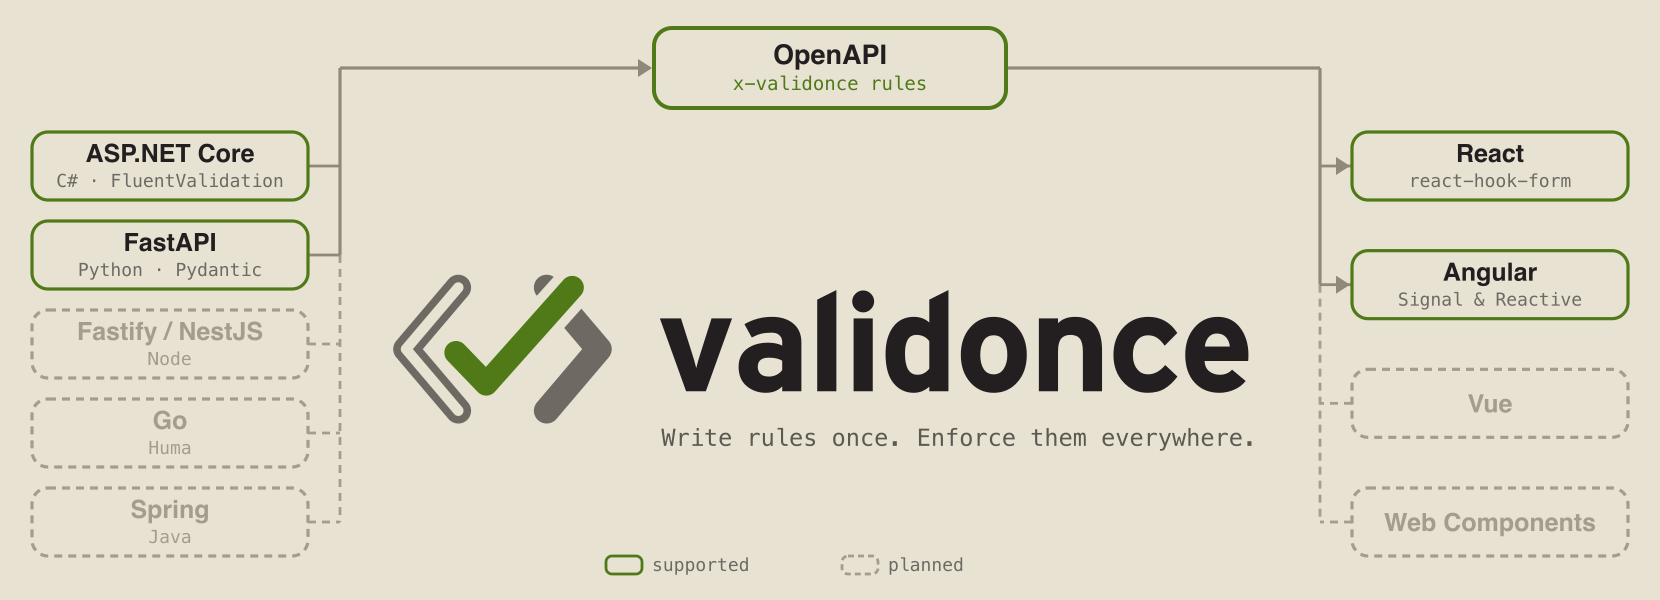 OpenAPI
x-validonce rules
ASP.NET Core
C# · FluentValidation
FastAPI
Python · Pydantic
Fastify / NestJS
Node
Go
Huma
Spring
Java
validonce
Write rules once. Enforce them everywhere.
React
react-hook-form
Angular
Signal & Reactive
Vue
Web Components
supported
planned